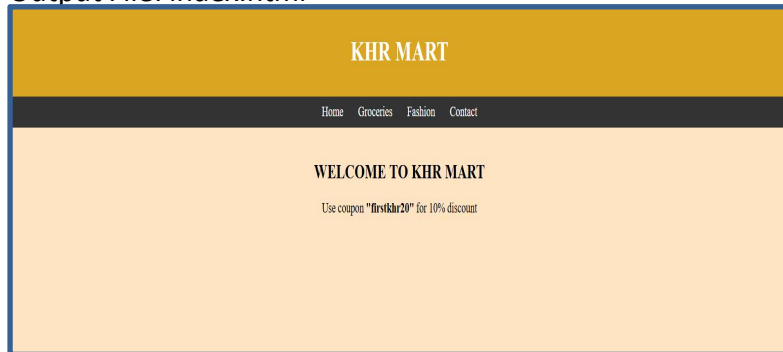 KHR MART
Home Groceries Fashion Contact
WELCOME TO KHR MART
Use coupon "firstkhr20" for 10% discount